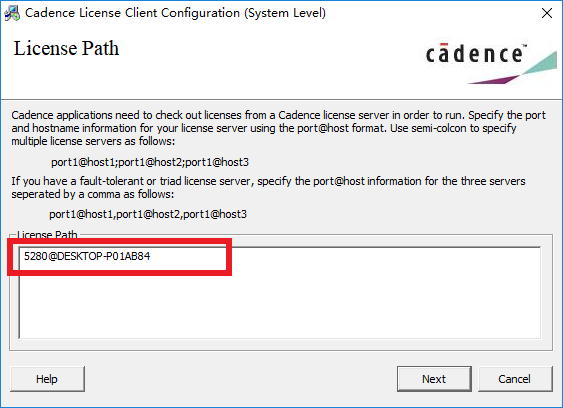 Cadence License Client Configuration (System Level)
License Path
cādence™
Cadence applications need to check out licenses from a Cadence license server in order to run. Specify the port
and hostname information for your license server using the port@host format. Use semi-colcon to specify
multiple license servers as follows:
port1@host1;port1@host2;port1@host3
If you have a fault-tolerant or triad license server, specify the port@host information for the three servers
seperated by a comma as follows:
port1@host1,port1@host2,port1@host3
License Path
5280@DESKTOP-P01AB84
Help
Next
Cancel